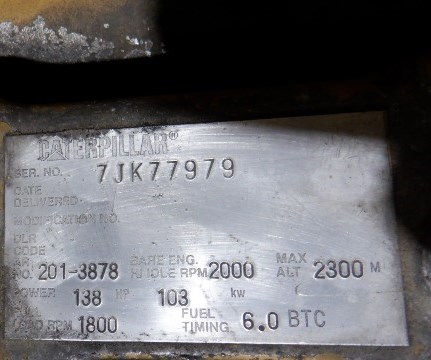 CATERPILLAR®
SER. NO. 7JK77979
DATE
DELIVERED
MODIFICATION NO.
DLR
CODE
AR
NO. 201-3878 BARE ENG. HI IDLE RPM 2000 MAX ALT 2300 M
POWER 138 HP 103 kw
FULL
LOAD RPM 1800 FUEL TIMING 6.0 BTC